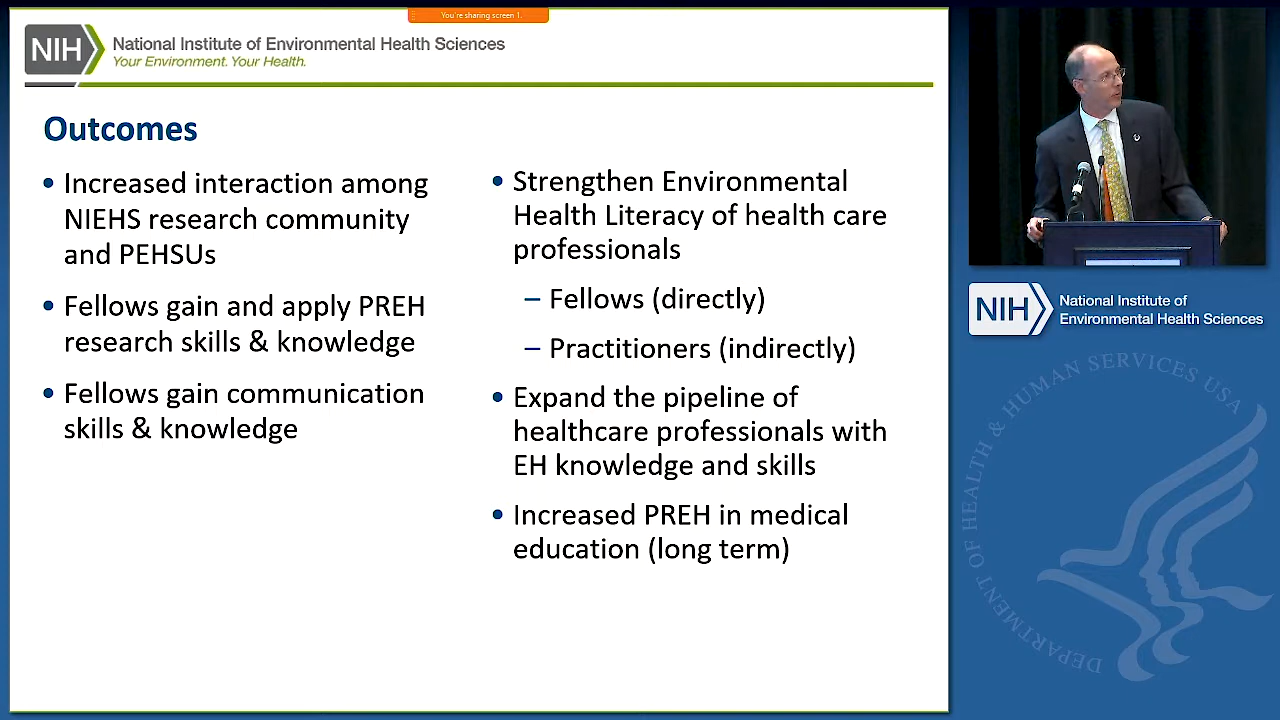 You're sharing screen 1.
NIH
National Institute of Environmental Health Sciences
Your Environment. Your Health.
Outcomes
• Increased interaction among
NIEHS research community
and PEHSUs
• Fellows gain and apply PREH
research skills & knowledge
• Fellows gain communication
skills & knowledge
• Strengthen Environmental
Health Literacy of health care
professionals
– Fellows (directly)
– Practitioners (indirectly)
• Expand the pipeline of
healthcare professionals with
EH knowledge and skills
• Increased PREH in medical
education (long term)
NIH
National Institute of
Environmental Health Sciences
DEPARTMENT OF HEALTH & HUMAN SERVICES USA